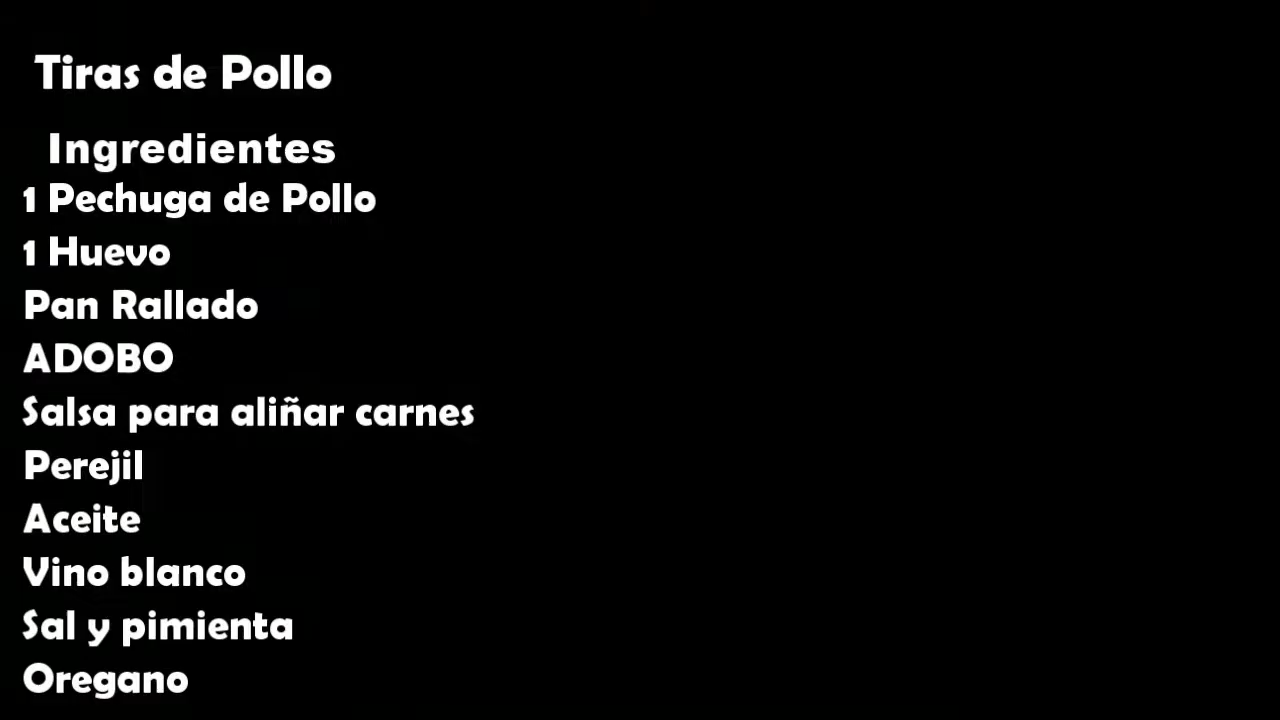 Tiras de Pollo
Ingredientes
1 Pechuga de Pollo
1 Huevo
Pan Rallado
ADOBO
Salsa para aliñar carnes
Perejil
Aceite
Vino blanco
Sal y pimienta
Oregano